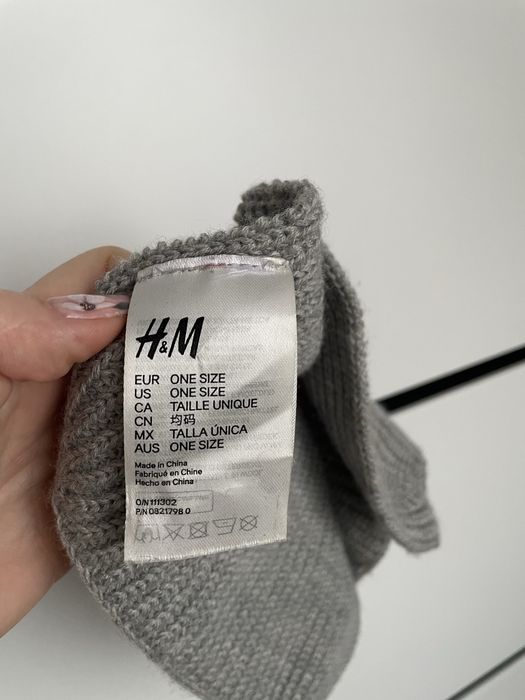 H&M
EUR ONE SIZE
US ONE SIZE
CA TAILLE UNIQUE
CN 均码
MX TALLA ÚNICA
AUS ONE SIZE
Made in China
Fabriqué en Chine
Hecho en China
O/N 111302
P/N 0821798 0